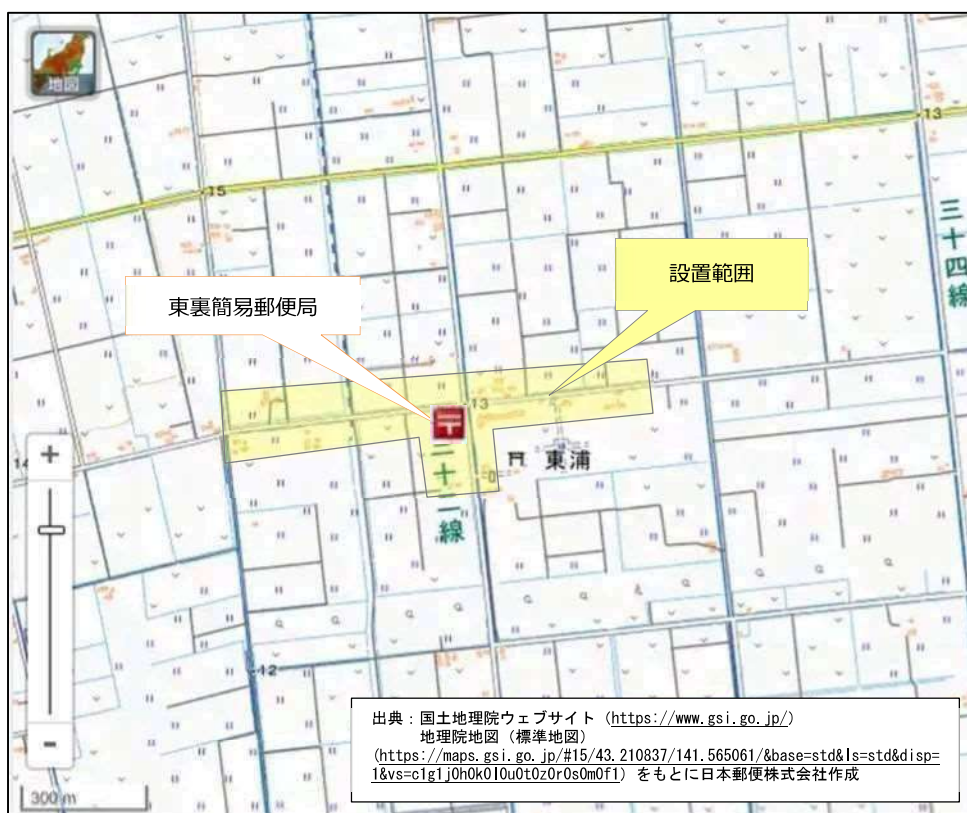 地図
13
15
三十四線
設置範囲
東裏簡易郵便局
13
東浦
14
+
12
出典：国土地理院ウェブサイト（https://www.gsi.go.jp/）
地理院地図（標準地図）
(https://maps.gsi.go.jp/#15/43.210837/141.565061/&base=std&ls=std&disp=
1&vs=c1g1j0h0k0l0u0t0z0r0s0m0f1) をもとに日本郵便株式会社作成
-
300 m